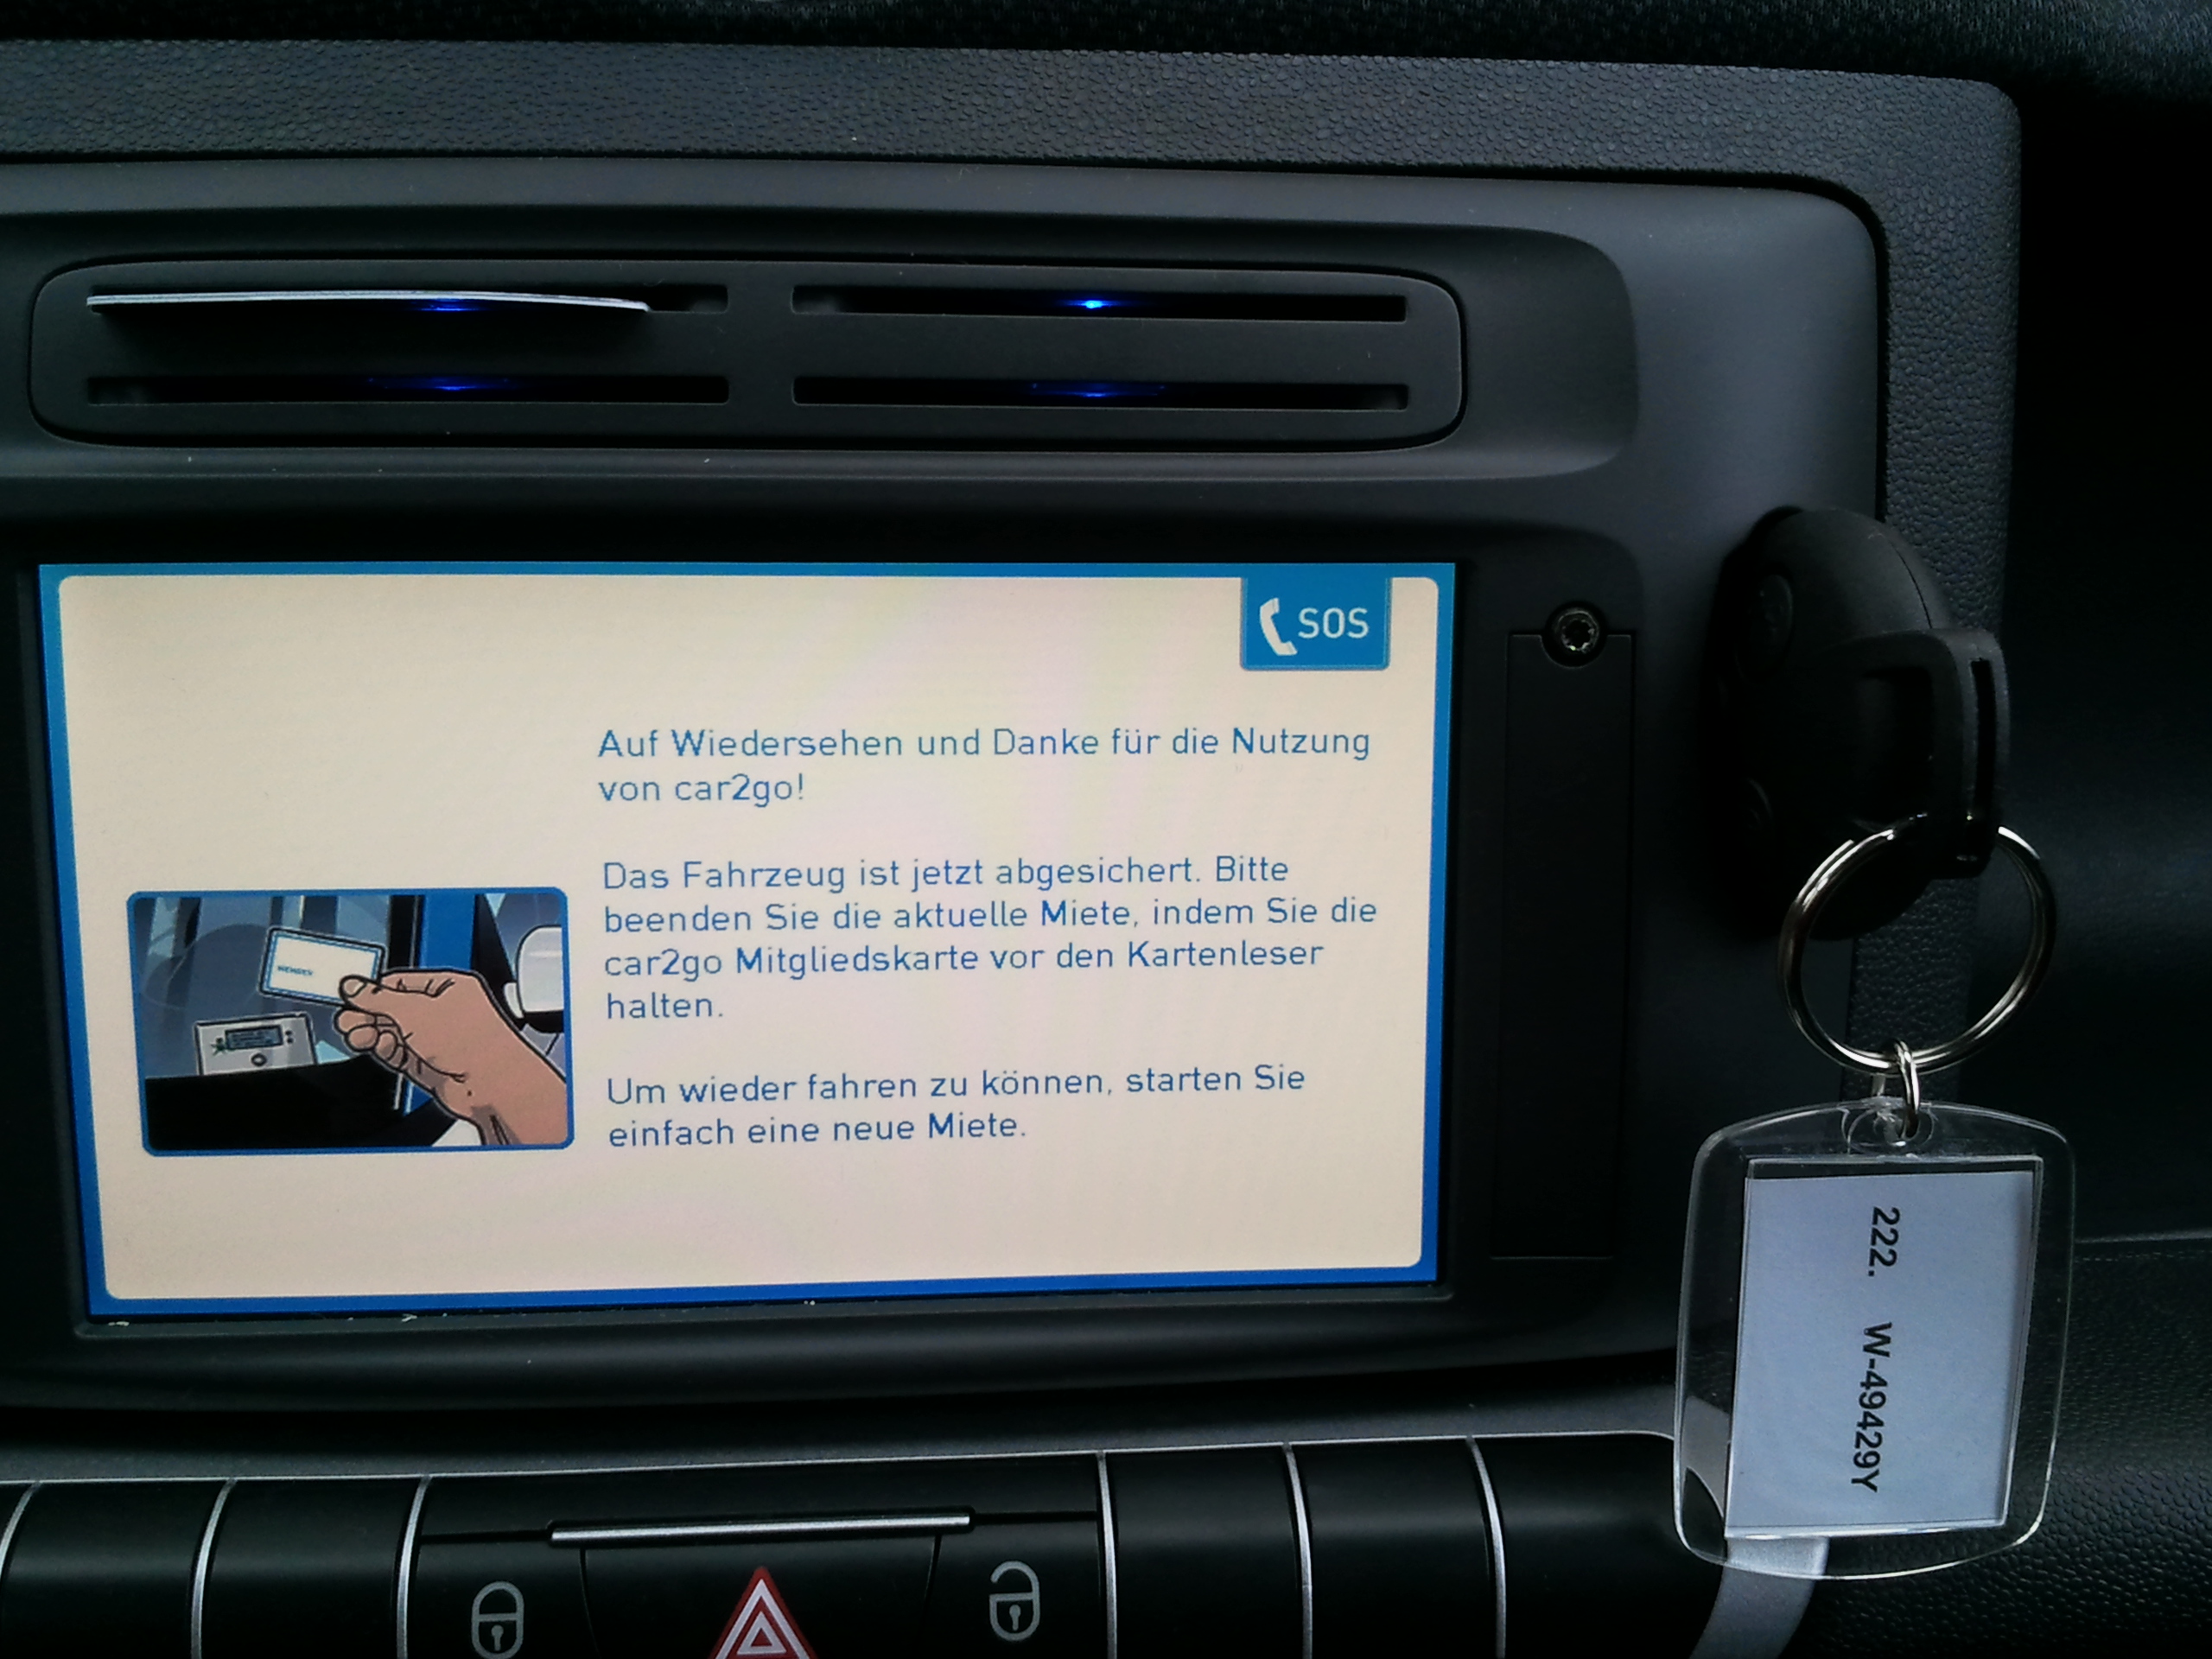 SOS
Auf Wiedersehen und Danke für die Nutzung
von car2go!
Das Fahrzeug ist jetzt abgesichert. Bitte
beenden Sie die aktuelle Miete, indem Sie die
car2go Mitgliedskarte vor den Kartenleser
halten.
Um wieder fahren zu können, starten Sie
einfach eine neue Miete.
MEMBER
222. W-49429Y